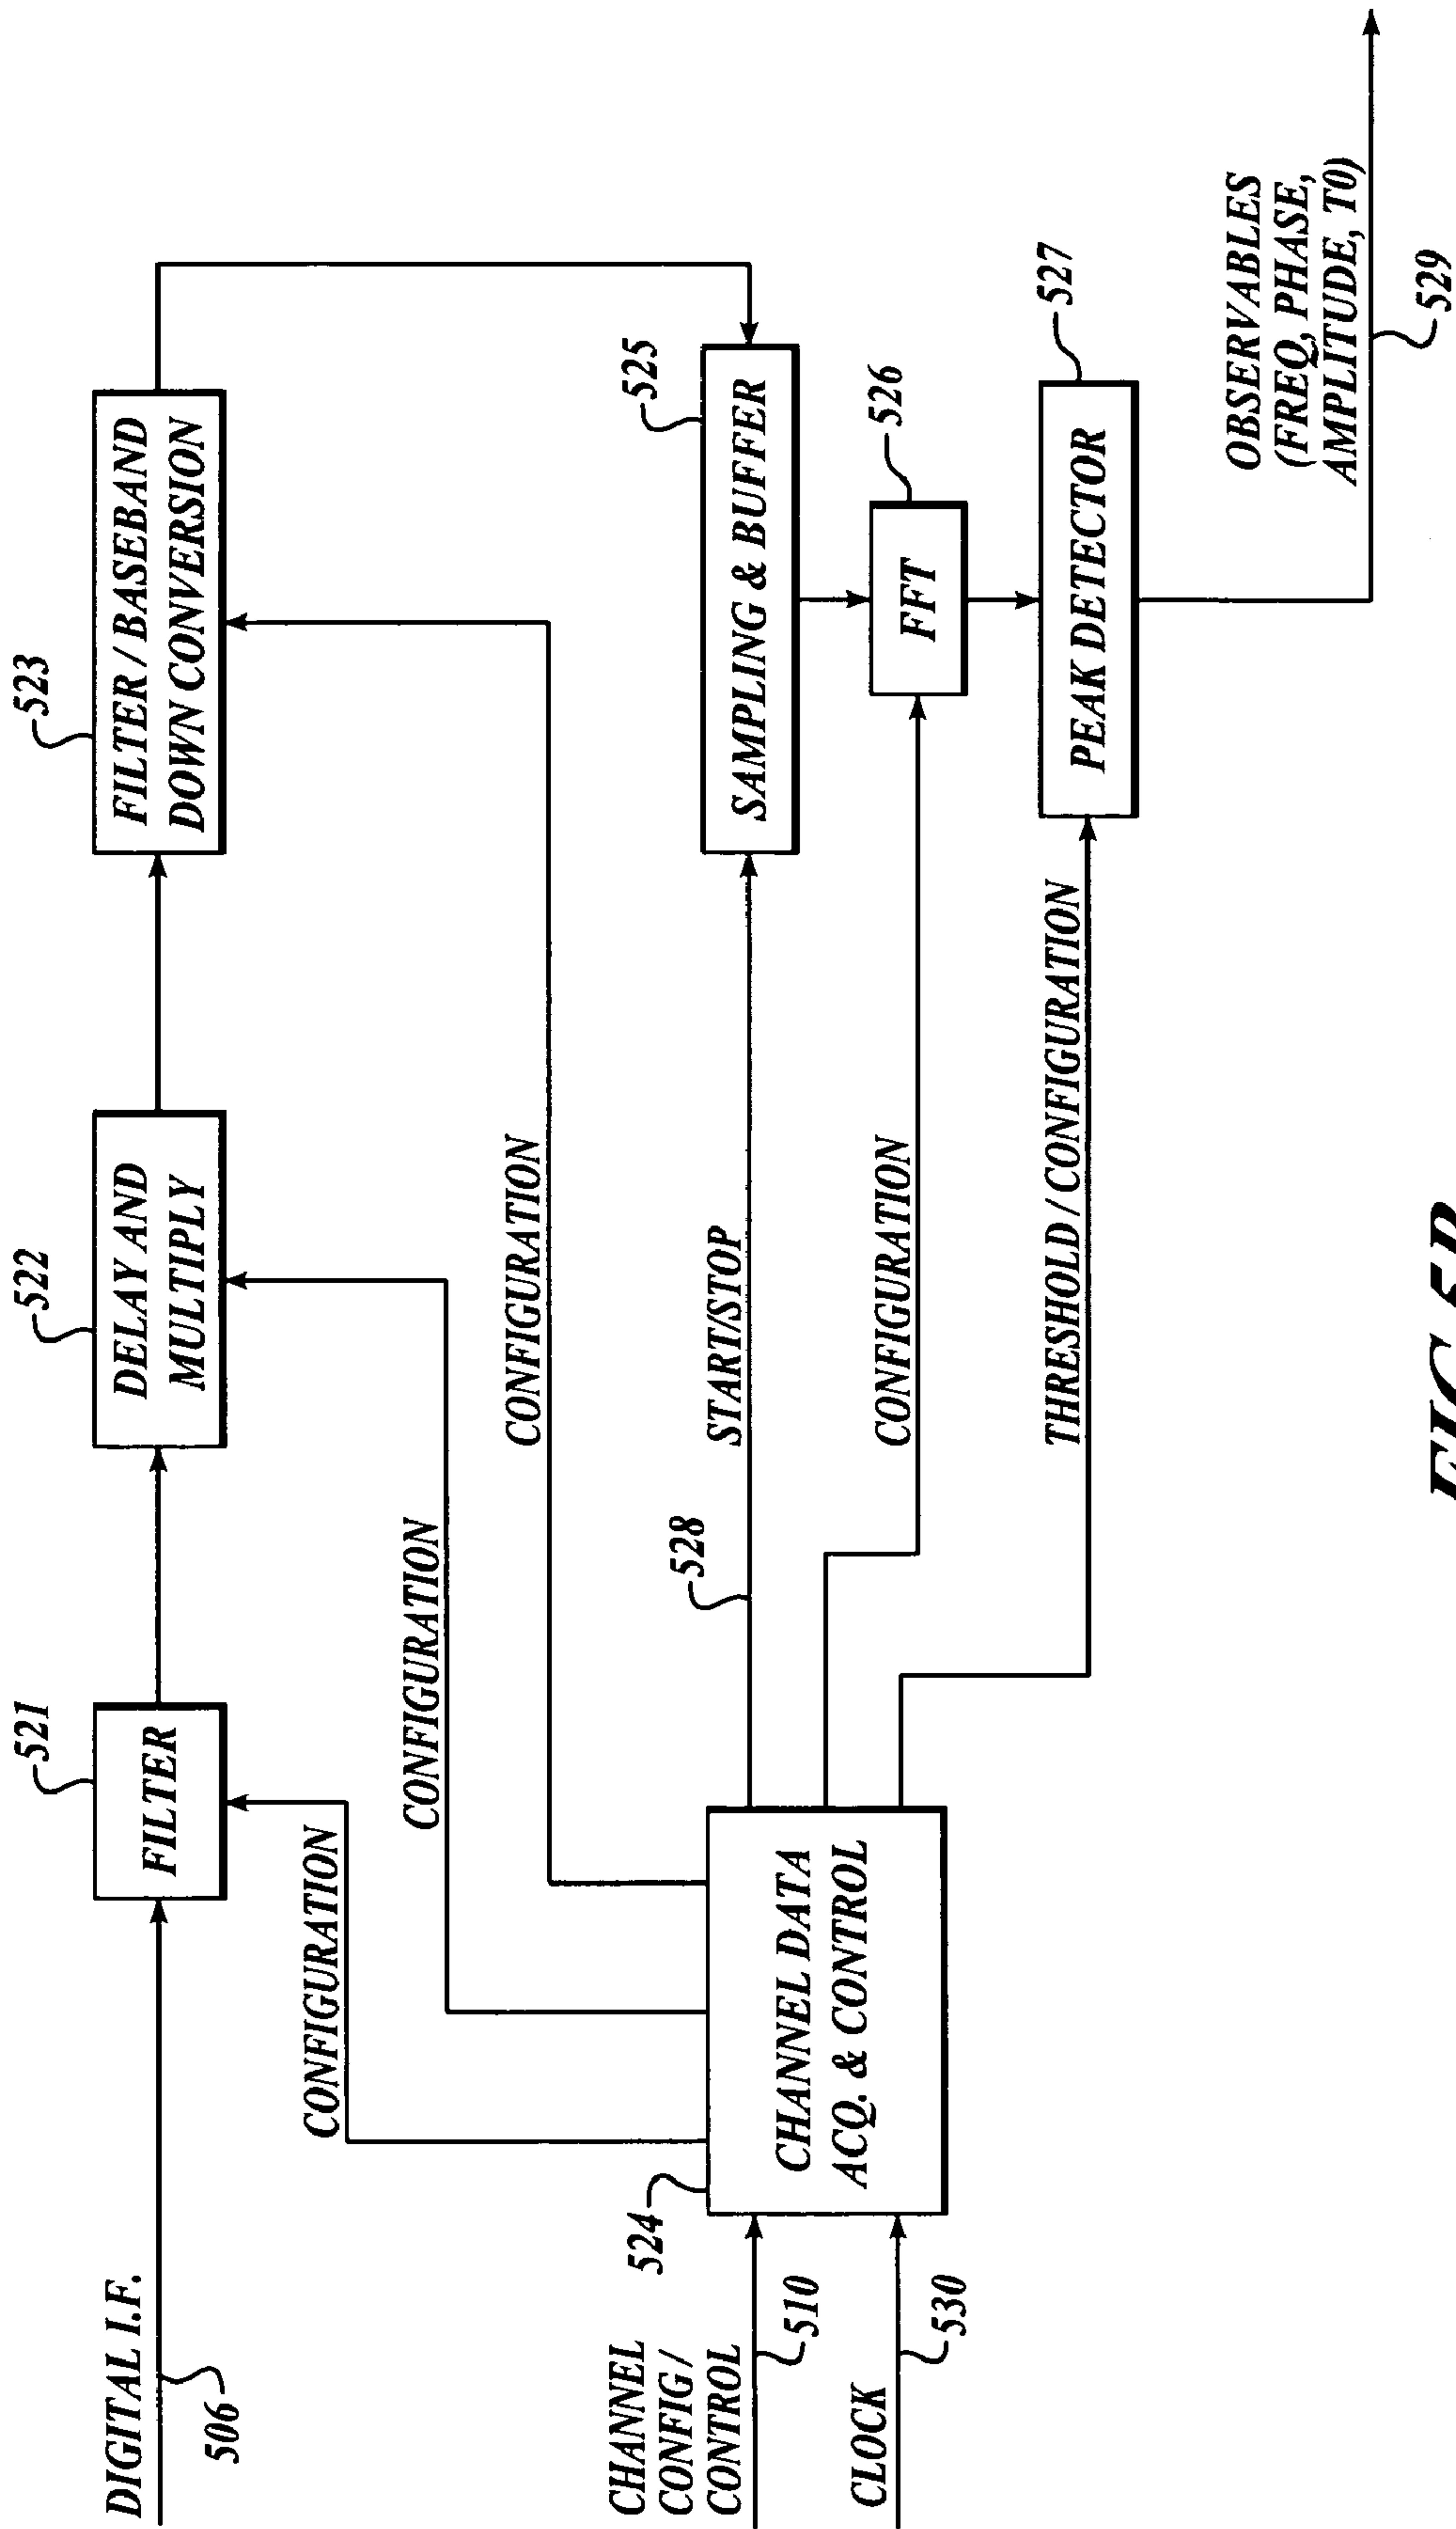 DIGITAL I.F.
506
FILTER
521
DELAY AND
MULTIPLY
522
FILTER / BASEBAND
DOWN CONVERSION
523
CONFIGURATION
CONFIGURATION
CONFIGURATION
CHANNEL
CONFIG /
CONTROL
510
CLOCK
530
524
CHANNEL DATA
ACQ. & CONTROL
START/STOP
528
CONFIGURATION
THRESHOLD / CONFIGURATION
SAMPLING & BUFFER
525
FFT
526
PEAK DETECTOR
527
OBSERVABLES
(FREQ, PHASE,
AMPLITUDE, T0)
529